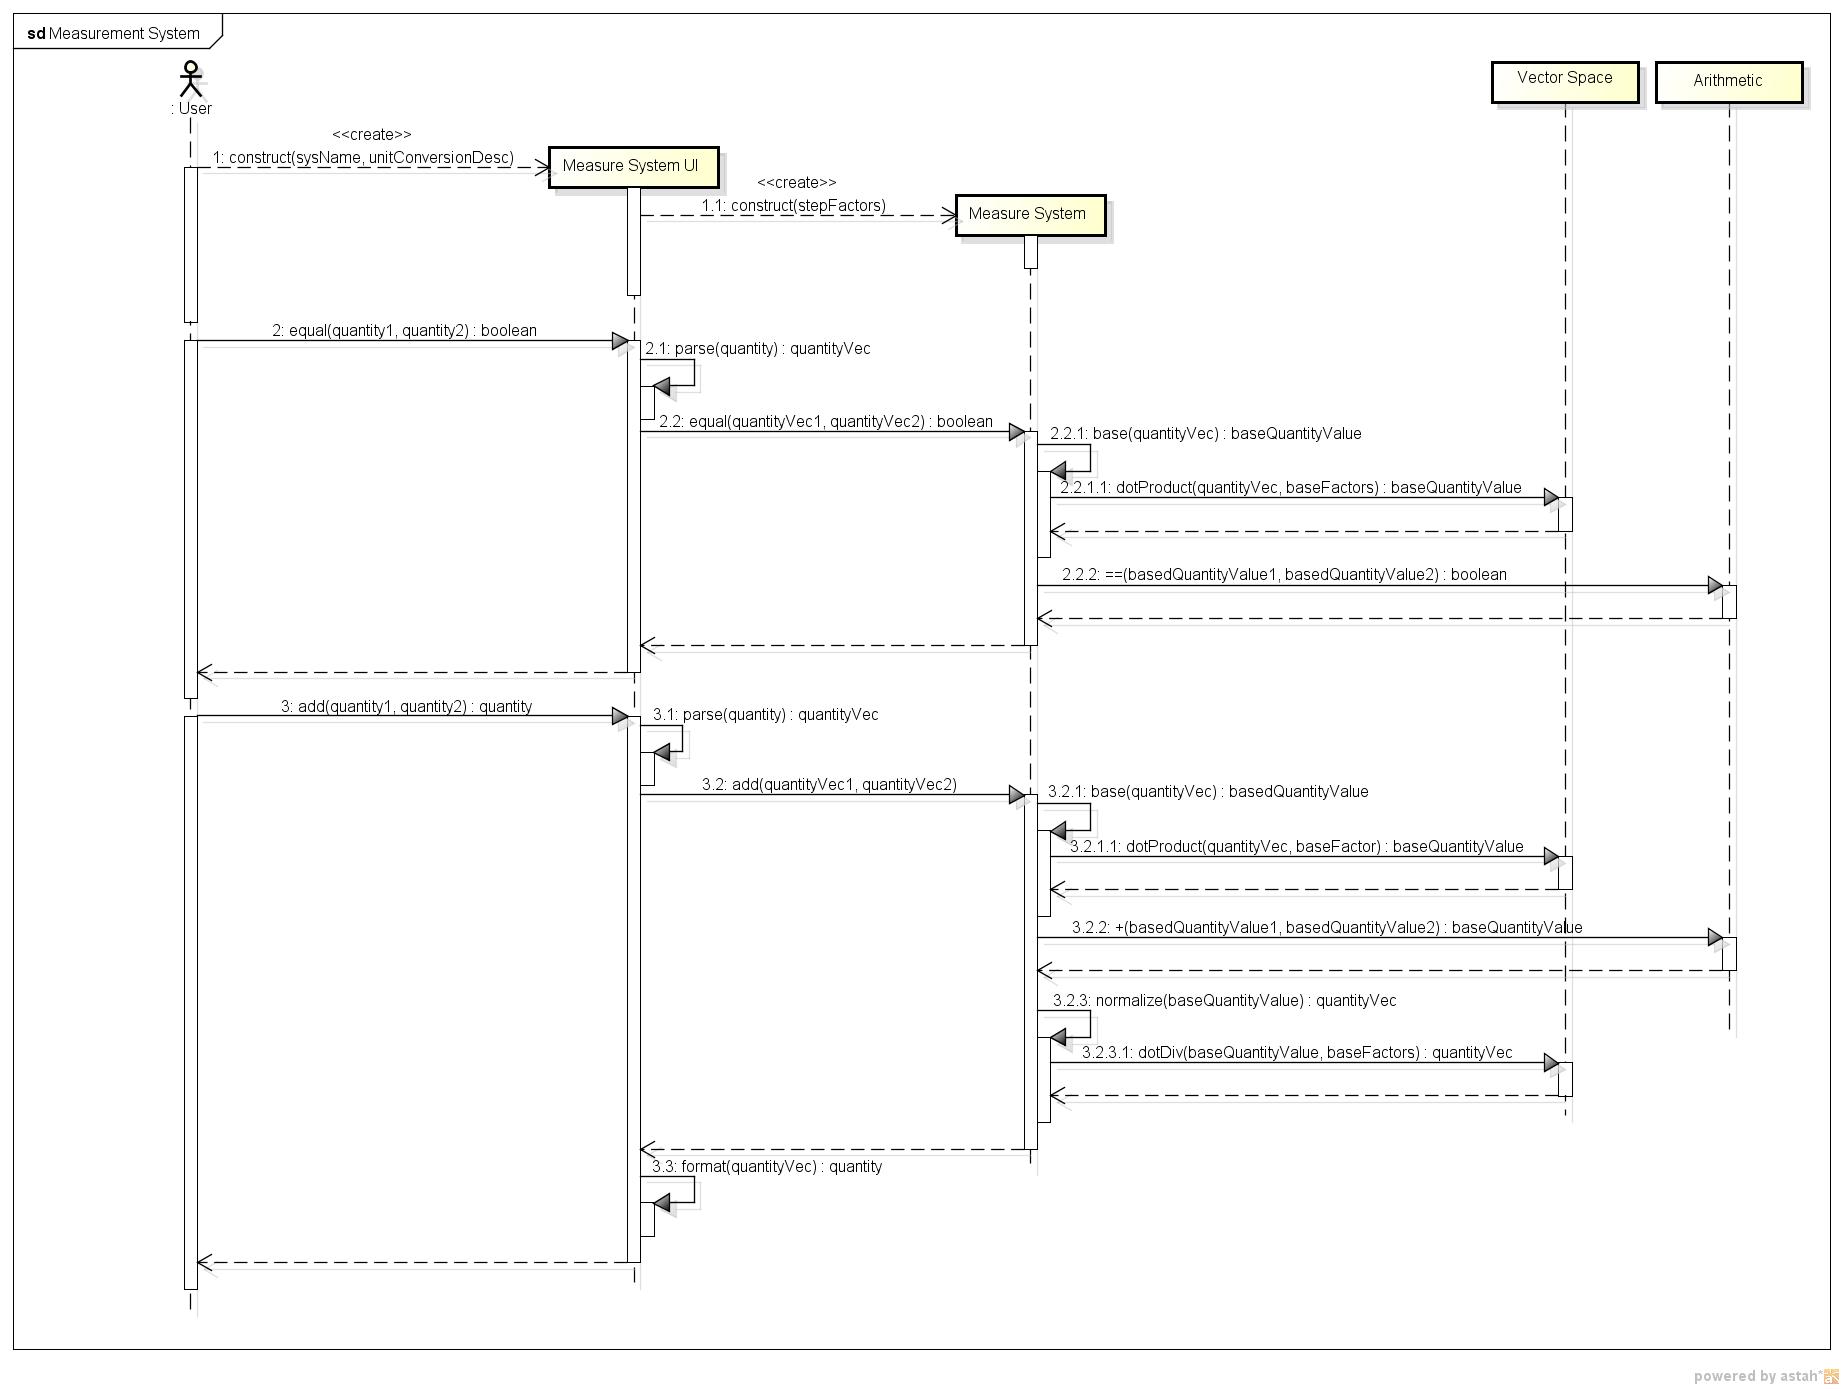 sd Measurement System
: User
Vector Space
Arithmetic
<<create>>
1: construct(sysName, unitConversionDesc)
Measure System UI
<<create>>
1.1: construct(stepFactors)
Measure System
2: equal(quantity1, quantity2) : boolean
2.1: parse(quantity) : quantityVec
2.2: equal(quantityVec1, quantityVec2) : boolean
2.2.1: base(quantityVec) : baseQuantityValue
2.2.1.1: dotProduct(quantityVec, baseFactors) : baseQuantityValue
2.2.2: ==(basedQuantityValue1, basedQuantityValue2) : boolean
3: add(quantity1, quantity2) : quantity
3.1: parse(quantity) : quantityVec
3.2: add(quantityVec1, quantityVec2)
3.2.1: base(quantityVec) : basedQuantityValue
3.2.1.1: dotProduct(quantityVec, baseFactor) : baseQuantityValue
3.2.2: +(basedQuantityValue1, basedQuantityValue2) : baseQuantityValue
3.2.3: normalize(baseQuantityValue) : quantityVec
3.2.3.1: dotDiv(baseQuantityValue, baseFactors) : quantityVec
3.3: format(quantityVec) : quantity
powered by astah*